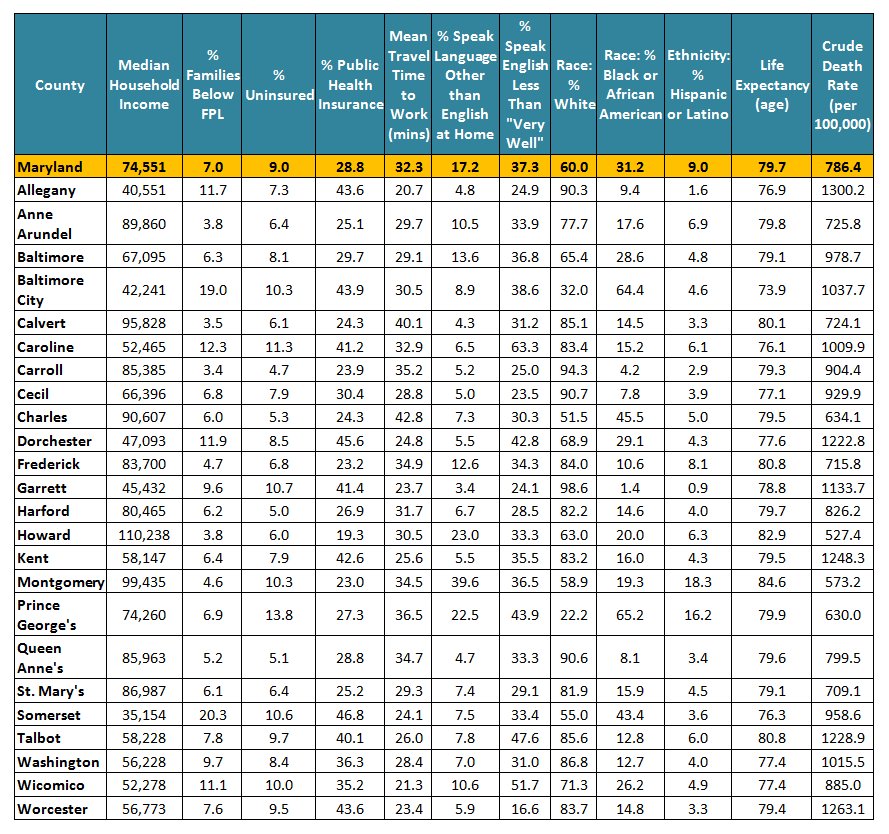 County Median Household Income % Families Below FPL % Uninsured % Public Health Insurance Mean Travel Time to Work (mins) % Speak Language Other than English at Home % Speak English Less Than "Very Well" Race: % White Race: % Black or African American Ethnicity: % Hispanic or Latino Life Expectancy (age) Crude Death Rate (per 100,000)
Maryland 74,551 7.0 9.0 28.8 32.3 17.2 37.3 60.0 31.2 9.0 79.7 786.4
Allegany 40,551 11.7 7.3 43.6 20.7 4.8 24.9 90.3 9.4 1.6 76.9 1300.2
Anne Arundel 89,860 3.8 6.4 25.1 29.7 10.5 33.9 77.7 17.6 6.9 79.8 725.8
Baltimore 67,095 6.3 8.1 29.7 29.1 13.6 36.8 65.4 28.6 4.8 79.1 978.7
Baltimore City 42,241 19.0 10.3 43.9 30.5 8.9 38.6 32.0 64.4 4.6 73.9 1037.7
Calvert 95,828 3.5 6.1 24.3 40.1 4.3 31.2 85.1 14.5 3.3 80.1 724.1
Caroline 52,465 12.3 11.3 41.2 32.9 6.5 63.3 83.4 15.2 6.1 76.1 1009.9
Carroll 85,385 3.4 4.7 23.9 35.2 5.2 25.0 94.3 4.2 2.9 79.3 904.4
Cecil 66,396 6.8 7.9 30.4 28.8 5.0 23.5 90.7 7.8 3.9 77.1 929.9
Charles 90,607 6.0 5.3 24.3 42.8 7.3 30.3 51.5 45.5 5.0 79.5 634.1
Dorchester 47,093 11.9 8.5 45.6 24.8 5.5 42.8 68.9 29.1 4.3 77.6 1222.8
Frederick 83,700 4.7 6.8 23.2 34.9 12.6 34.3 84.0 10.6 8.1 80.8 715.8
Garrett 45,432 9.6 10.7 41.4 23.7 3.4 24.1 98.6 1.4 0.9 78.8 1133.7
Harford 80,465 6.2 5.0 26.9 31.7 6.7 28.5 82.2 14.6 4.0 79.7 826.2
Howard 110,238 3.8 6.0 19.3 30.5 23.0 33.3 63.0 20.0 6.3 82.9 527.4
Kent 58,147 6.4 7.9 42.6 25.6 5.5 35.5 83.2 16.0 4.3 79.5 1248.3
Montgomery 99,435 4.6 10.3 23.0 34.5 39.6 36.5 58.9 19.3 18.3 84.6 573.2
Prince George's 74,260 6.9 13.8 27.3 36.5 22.5 43.9 22.2 65.2 16.2 79.9 630.0
Queen Anne's 85,963 5.2 5.1 28.8 34.7 4.7 33.3 90.6 8.1 3.4 79.6 799.5
St. Mary's 86,987 6.1 6.4 25.2 29.3 7.4 29.1 81.9 15.9 4.5 79.1 709.1
Somerset 35,154 20.3 10.6 46.8 24.1 7.5 33.4 55.0 43.4 3.6 76.3 958.6
Talbot 58,228 7.8 9.7 40.1 26.0 7.8 47.6 85.6 12.8 6.0 80.8 1228.9
Washington 56,228 9.7 8.4 36.3 28.4 7.0 31.0 86.8 12.7 4.0 77.4 1015.5
Wicomico 52,278 11.1 10.0 35.2 21.3 10.6 51.7 71.3 26.2 4.9 77.4 885.0
Worcester 56,773 7.6 9.5 43.6 23.4 5.9 16.6 83.7 14.8 3.3 79.4 1263.1